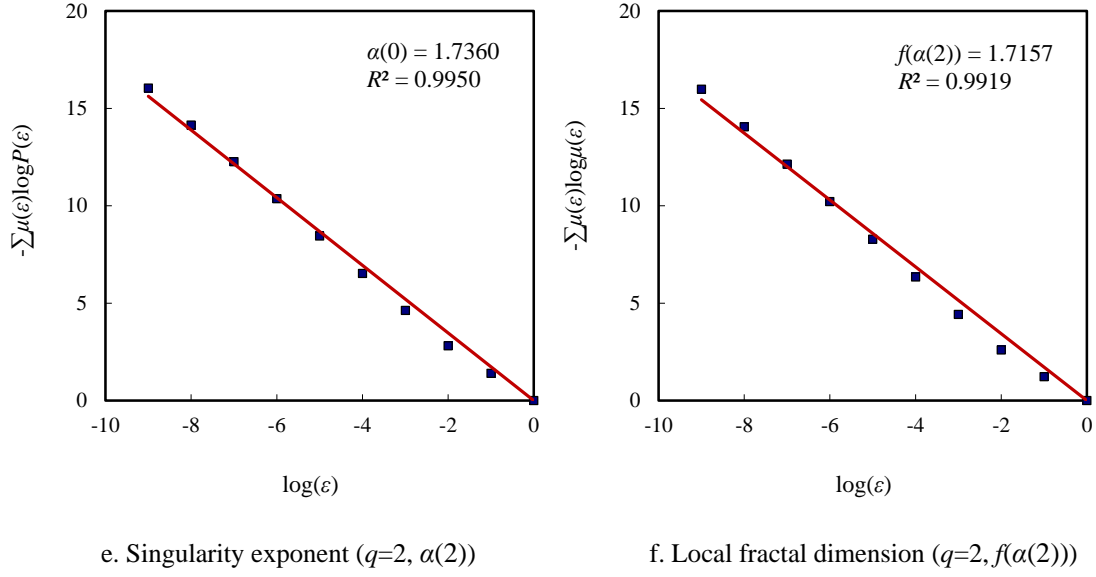 20
15
10
5
0
-10 -8 -6 -4 -2 0
-∑μ(ε)logP(ε)
log(ε)
α(0) = 1.7360
R² = 0.9950
e. Singularity exponent (q=2, α(2))
20
15
10
5
0
-10 -8 -6 -4 -2 0
-∑μ(ε)logμ(ε)
log(ε)
f(α(2)) = 1.7157
R² = 0.9919
f. Local fractal dimension (q=2, f(α(2)))